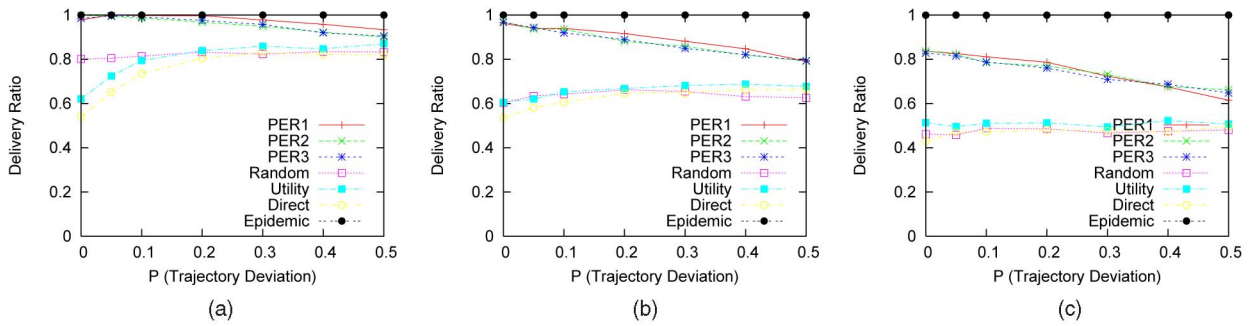 1
0.8
0.6
0.4
0.2
0
Delivery Ratio
PER1
PER2
PER3
Random
Utility
Direct
Epidemic
0 0.1 0.2 0.3 0.4 0.5
P (Trajectory Deviation)
(a)
1
0.8
0.6
0.4
0.2
0
Delivery Ratio
PER1
PER2
PER3
Random
Utility
Direct
Epidemic
0 0.1 0.2 0.3 0.4 0.5
P (Trajectory Deviation)
(b)
1
0.8
0.6
0.4
0.2
0
Delivery Ratio
PER1
PER2
PER3
Random
Utility
Direct
Epidemic
0 0.1 0.2 0.3 0.4 0.5
P (Trajectory Deviation)
(c)